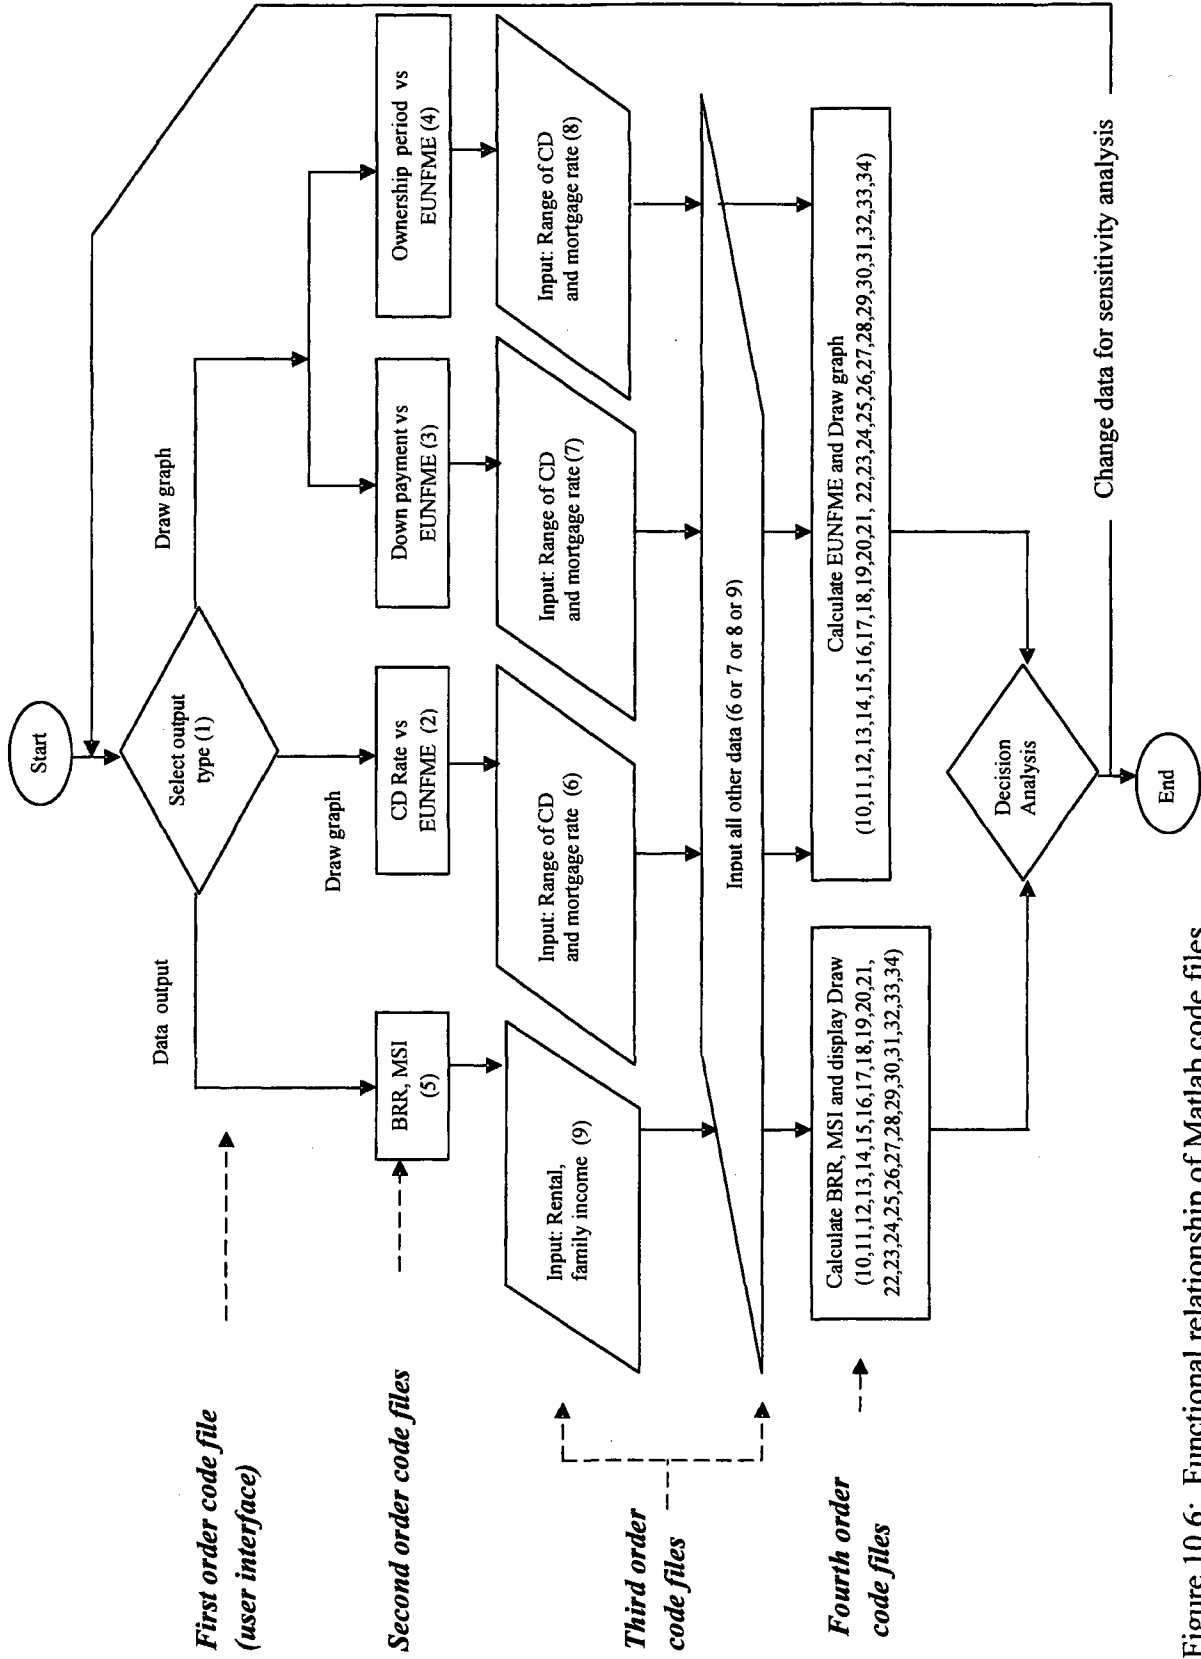 Start
Select output
type (1)
Data output
Draw graph
Draw graph
First order code file
(user interface)
BRR, MSI
(5)
CD Rate vs
EUNFME (2)
Down payment vs
EUNFME (3)
Ownership period vs
EUNFME (4)
Second order code files
Input: Rental,
family income (9)
Input: Range of CD
and mortgage rate (6)
Input: Range of CD
and mortgage rate (7)
Input: Range of CD
and mortgage rate (8)
Third order
code files
Input all other data (6 or 7 or 8 or 9)
Fourth order
code files
Calculate BRR, MSI and display Draw
(10,11,12,13,14,15,16,17,18,19,20,21,
22,23,24,25,26,27,28,29,30,31,32,33,34)
Calculate EUNFME and Draw graph
(10,11,12,13,14,15,16,17,18,19,20,21, 22,23,24,25,26,27,28,29,30,31,32,33,34)
Decision
Analysis
Change data for sensitivity analysis
End
Figure 10.6: Functional relationship of Matlab code files